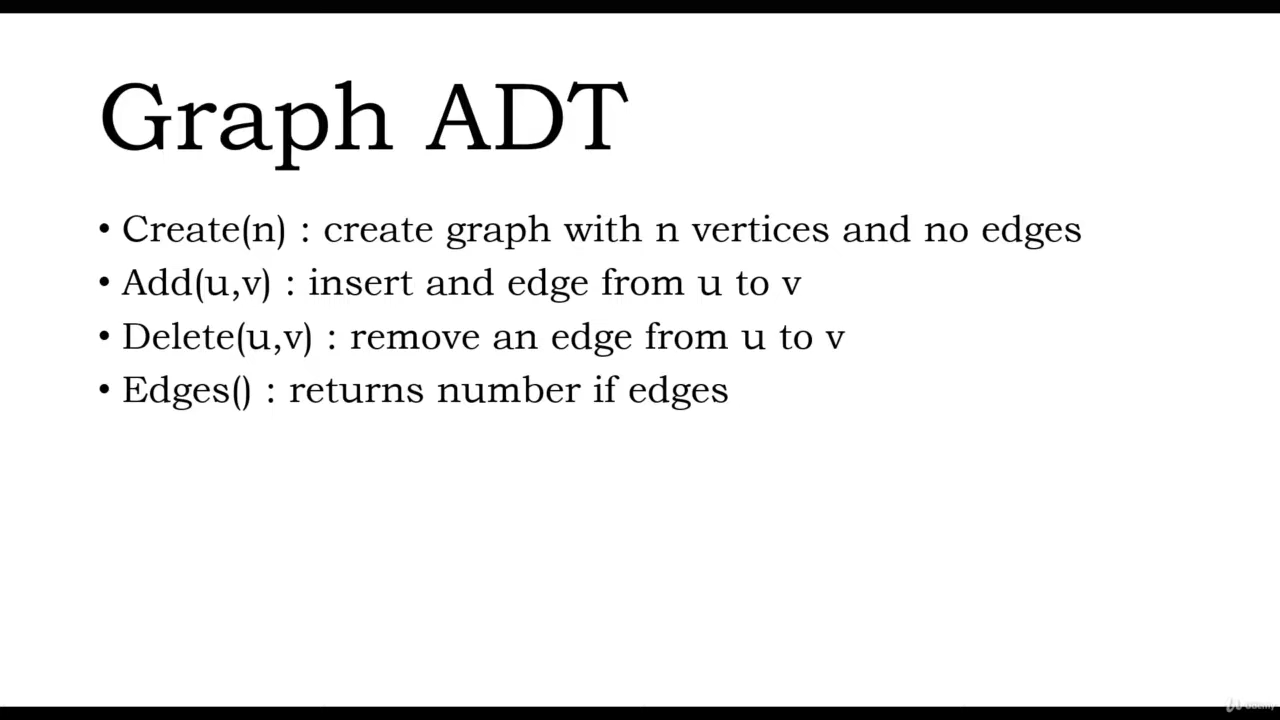 Graph ADT
• Create(n) : create graph with n vertices and no edges
• Add(u,v) : insert and edge from u to v
• Delete(u,v) : remove an edge from u to v
• Edges() : returns number if edges
Udemy